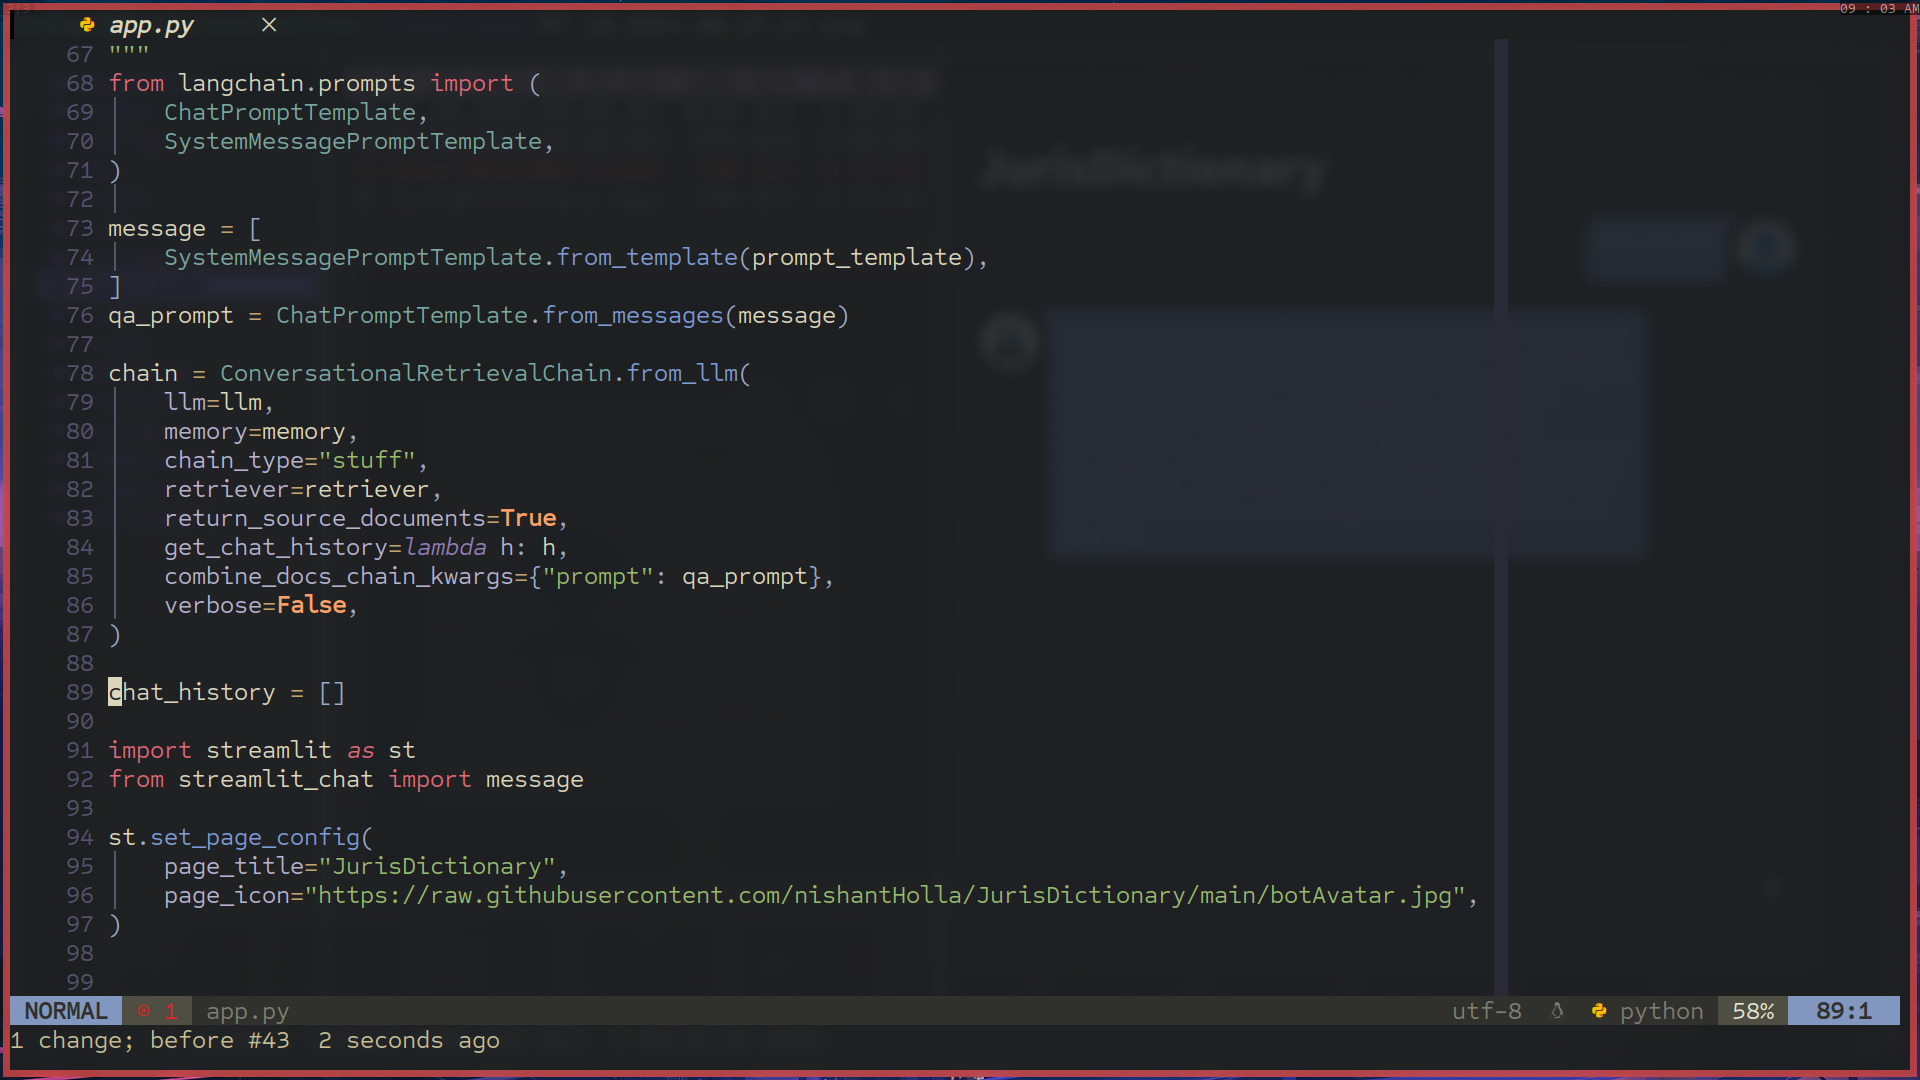 09 : 03 AM
app.py ×
67 """
68 from langchain.prompts import (
69     ChatPromptTemplate,
70     SystemMessagePromptTemplate,
71 )
72
73 message = [
74     SystemMessagePromptTemplate.from_template(prompt_template),
75 ]
76 qa_prompt = ChatPromptTemplate.from_messages(message)
77
78 chain = ConversationalRetrievalChain.from_llm(
79     llm=llm,
80     memory=memory,
81     chain_type="stuff",
82     retriever=retriever,
83     return_source_documents=True,
84     get_chat_history=lambda h: h,
85     combine_docs_chain_kwargs={"prompt": qa_prompt},
86     verbose=False,
87 )
88
89 chat_history = []
90
91 import streamlit as st
92 from streamlit_chat import message
93
94 st.set_page_config(
95     page_title="JurisDictionary",
96     page_icon="https://raw.githubusercontent.com/nishantHolla/JurisDictionary/main/botAvatar.jpg",
97 )
98
99
JurisDictionary
NORMAL 1 app.py utf-8 python 58% 89:1
1 change; before #43  2 seconds ago